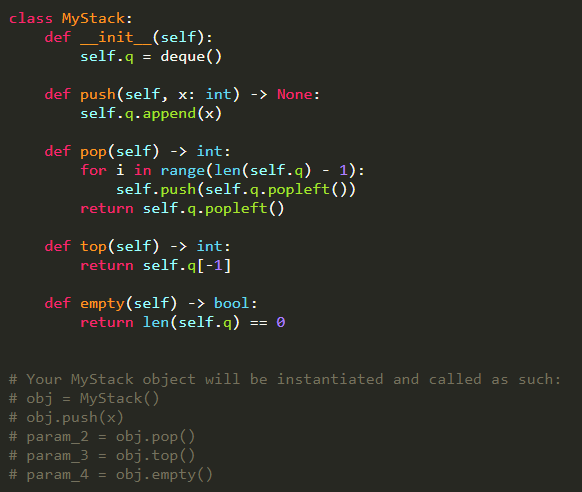 class MyStack:
    def __init__(self):
        self.q = deque()

    def push(self, x: int) -> None:
        self.q.append(x)

    def pop(self) -> int:
        for i in range(len(self.q) - 1):
            self.push(self.q.popleft())
        return self.q.popleft()

    def top(self) -> int:
        return self.q[-1]

    def empty(self) -> bool:
        return len(self.q) == 0


# Your MyStack object will be instantiated and called as such:
# obj = MyStack()
# obj.push(x)
# param_2 = obj.pop()
# param_3 = obj.top()
# param_4 = obj.empty()